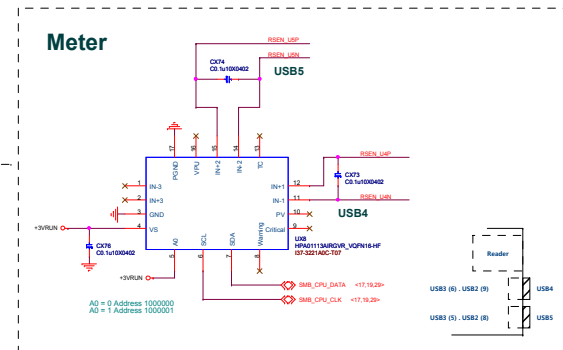 Meter
RSEN_U5P
RSEN_U5N
CX74
C0.1u10X0402
USB5
17
16
15
14
13
PGND
VPU
IN+2
IN-2
TC
RSEN_U4P
CX73
C0.1u10X0402
RSEN_U4N
USB4
1
IN-3
2
IN+3
3
GND
4
VS
IN+1
12
IN-1
11
PV
10
Critical
9
+3VRUN
CX76
C0.1u10X0402
A0
SCL
SDA
Warning
5
6
7
8
UX8
HPA01113AIRGVR_VQFN16-HF
I37-3221A0C-T07
+3VRUN
SMB_CPU_DATA <17,19,29>
SMB_CPU_CLK <17,19,29>
A0 = 0 Address 1000000
A0 = 1 Address 1000001
Reader
USB3 (6) . USB2 (9)
USB4
USB3 (5) . USB2 (8)
USB5